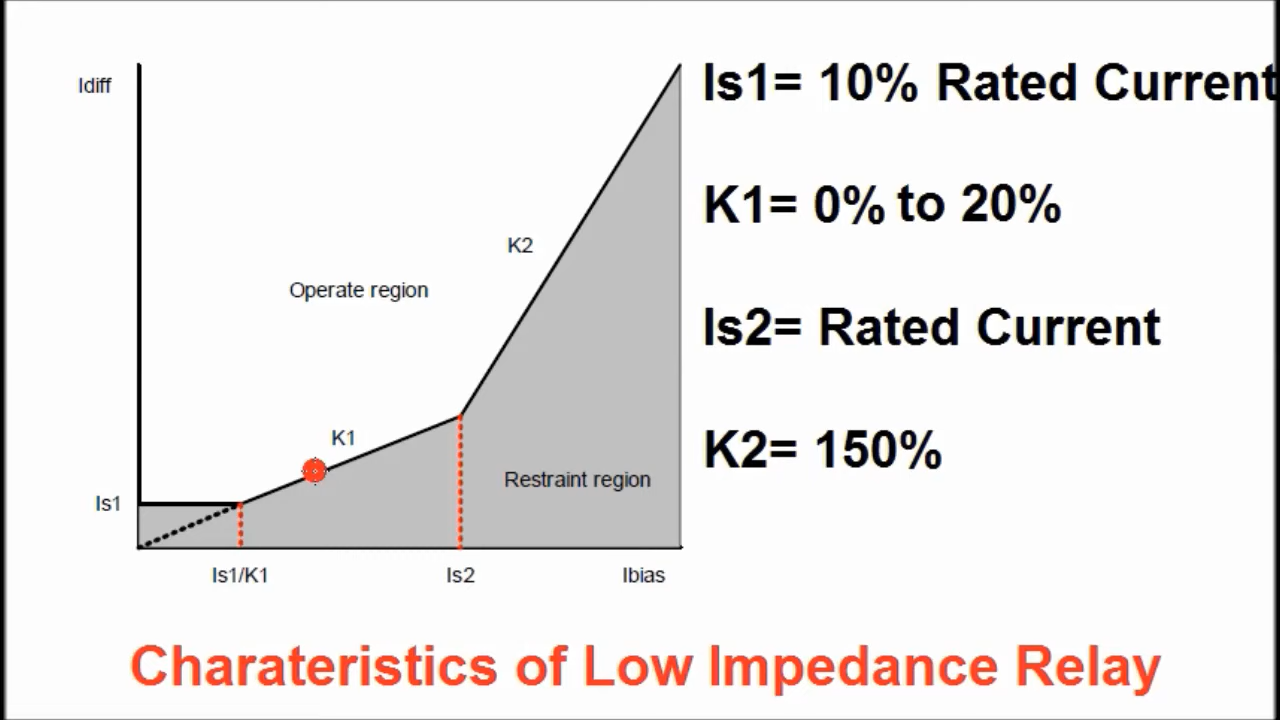 Idiff
Is1= 10% Rated Current
K1= 0% to 20%
K2
Operate region
Is2= Rated Current
K1
K2= 150%
Restraint region
Is1
Is1/K1
Is2
Ibias
Charateristics of Low Impedance Relay